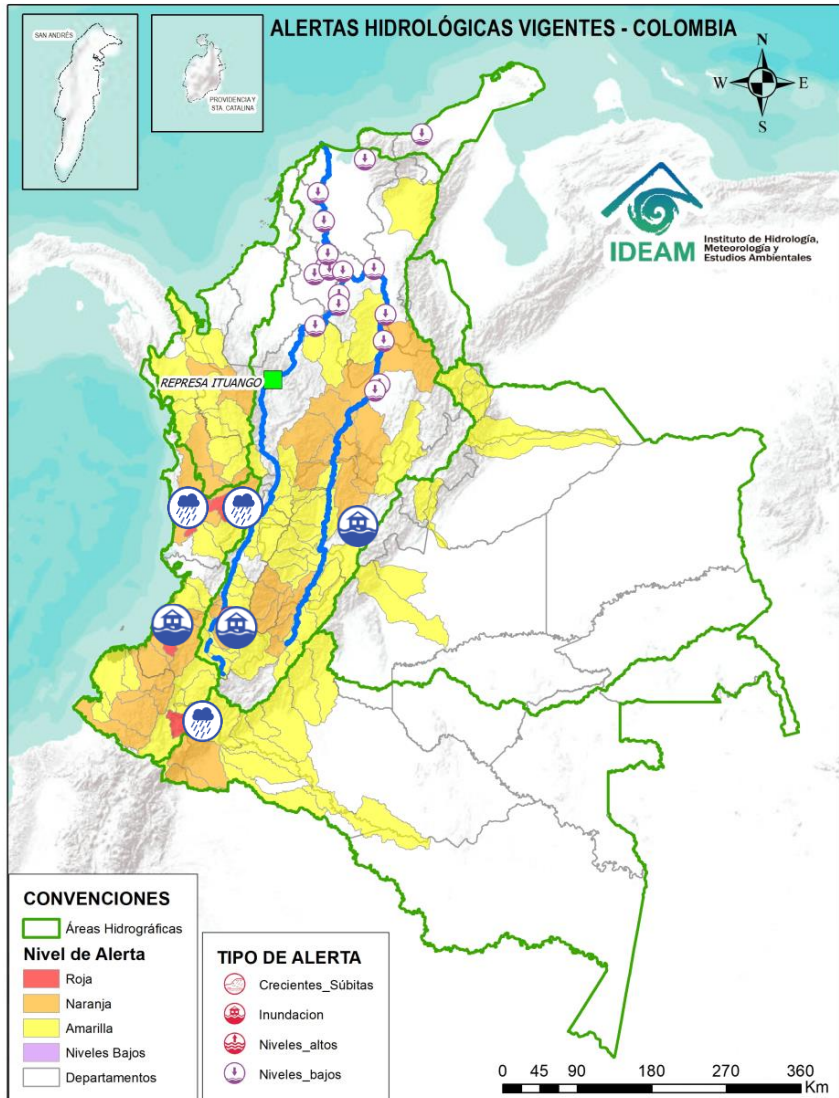 ALERTAS HIDROLÓGICAS VIGENTES - COLOMBIA
SAN ANDRÉS
PROVIDENCIA Y
STA. CATALINA
N
W
E
S
IDEAM
Instituto de Hidrología,
Meteorología y
Estudios Ambientales
REPRESA ITUANGO
CONVENCIONES
Áreas Hidrográficas
Nivel de Alerta
Roja
Naranja
Amarilla
Niveles Bajos
Departamentos
TIPO DE ALERTA
Crecientes_Súbitas
Inundacion
Niveles_altos
Niveles_bajos
0 45 90 180 270 360
Km